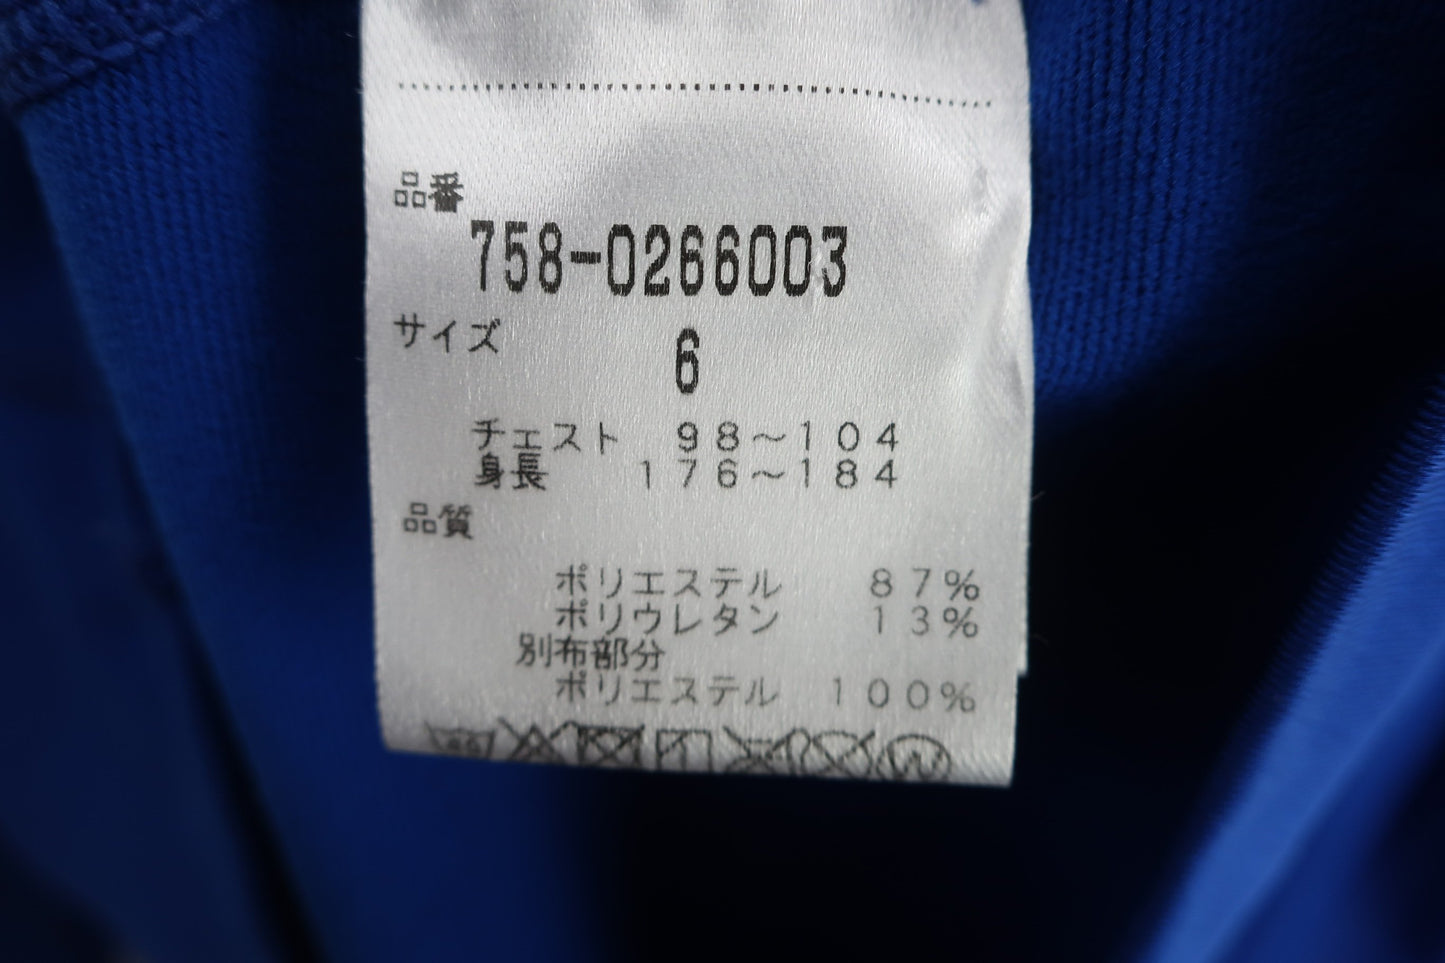 品番
758-0266003
サイズ
6
チェスト 98〜104
身長 176〜184
品質
ポリエステル 87%
ポリウレタン 13%
別布部分
ポリエステル 100%